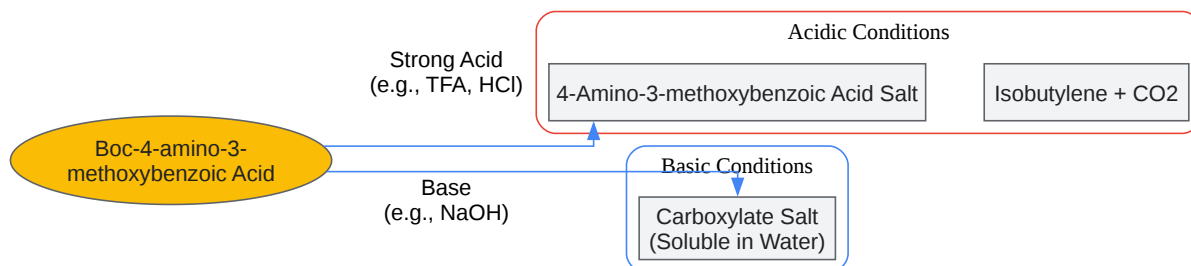 Acidic Conditions
Strong Acid
(e.g., TFA, HCl)
4-Amino-3-methoxybenzoic Acid Salt
Isobutylene + CO2
Boc-4-amino-3-
methoxybenzoic Acid
Basic Conditions
Base
(e.g., NaOH)
Carboxylate Salt
(Soluble in Water)